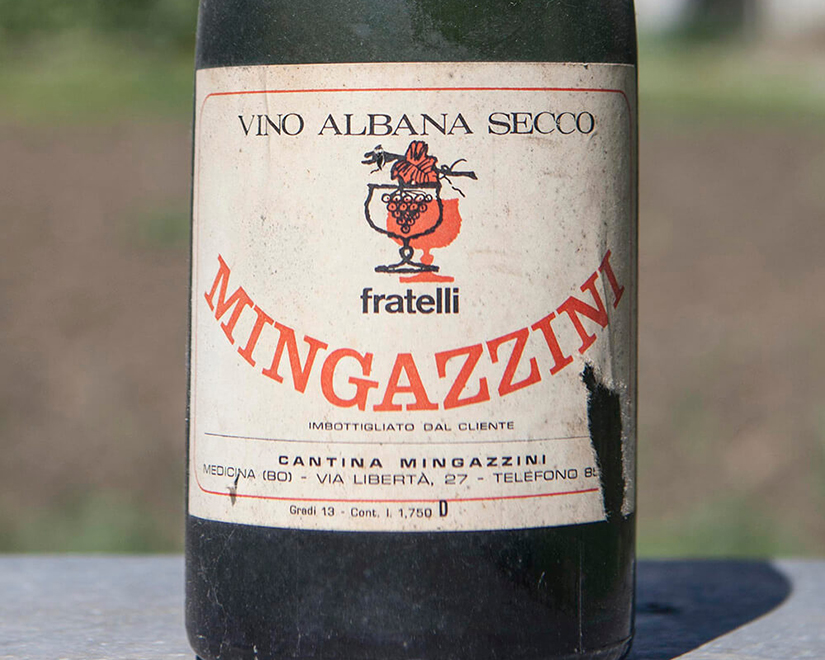 VINO ALBANA SECCO
fratelli
MINGAZZINI
IMBOTTIGLIATO DAL CLIENTE
CANTINA MINGAZZINI
MEDICINA (BO) - VIA LIBERTÀ, 27 - TELEFONO
Gradi 13 - Cont. l. 1,750 D